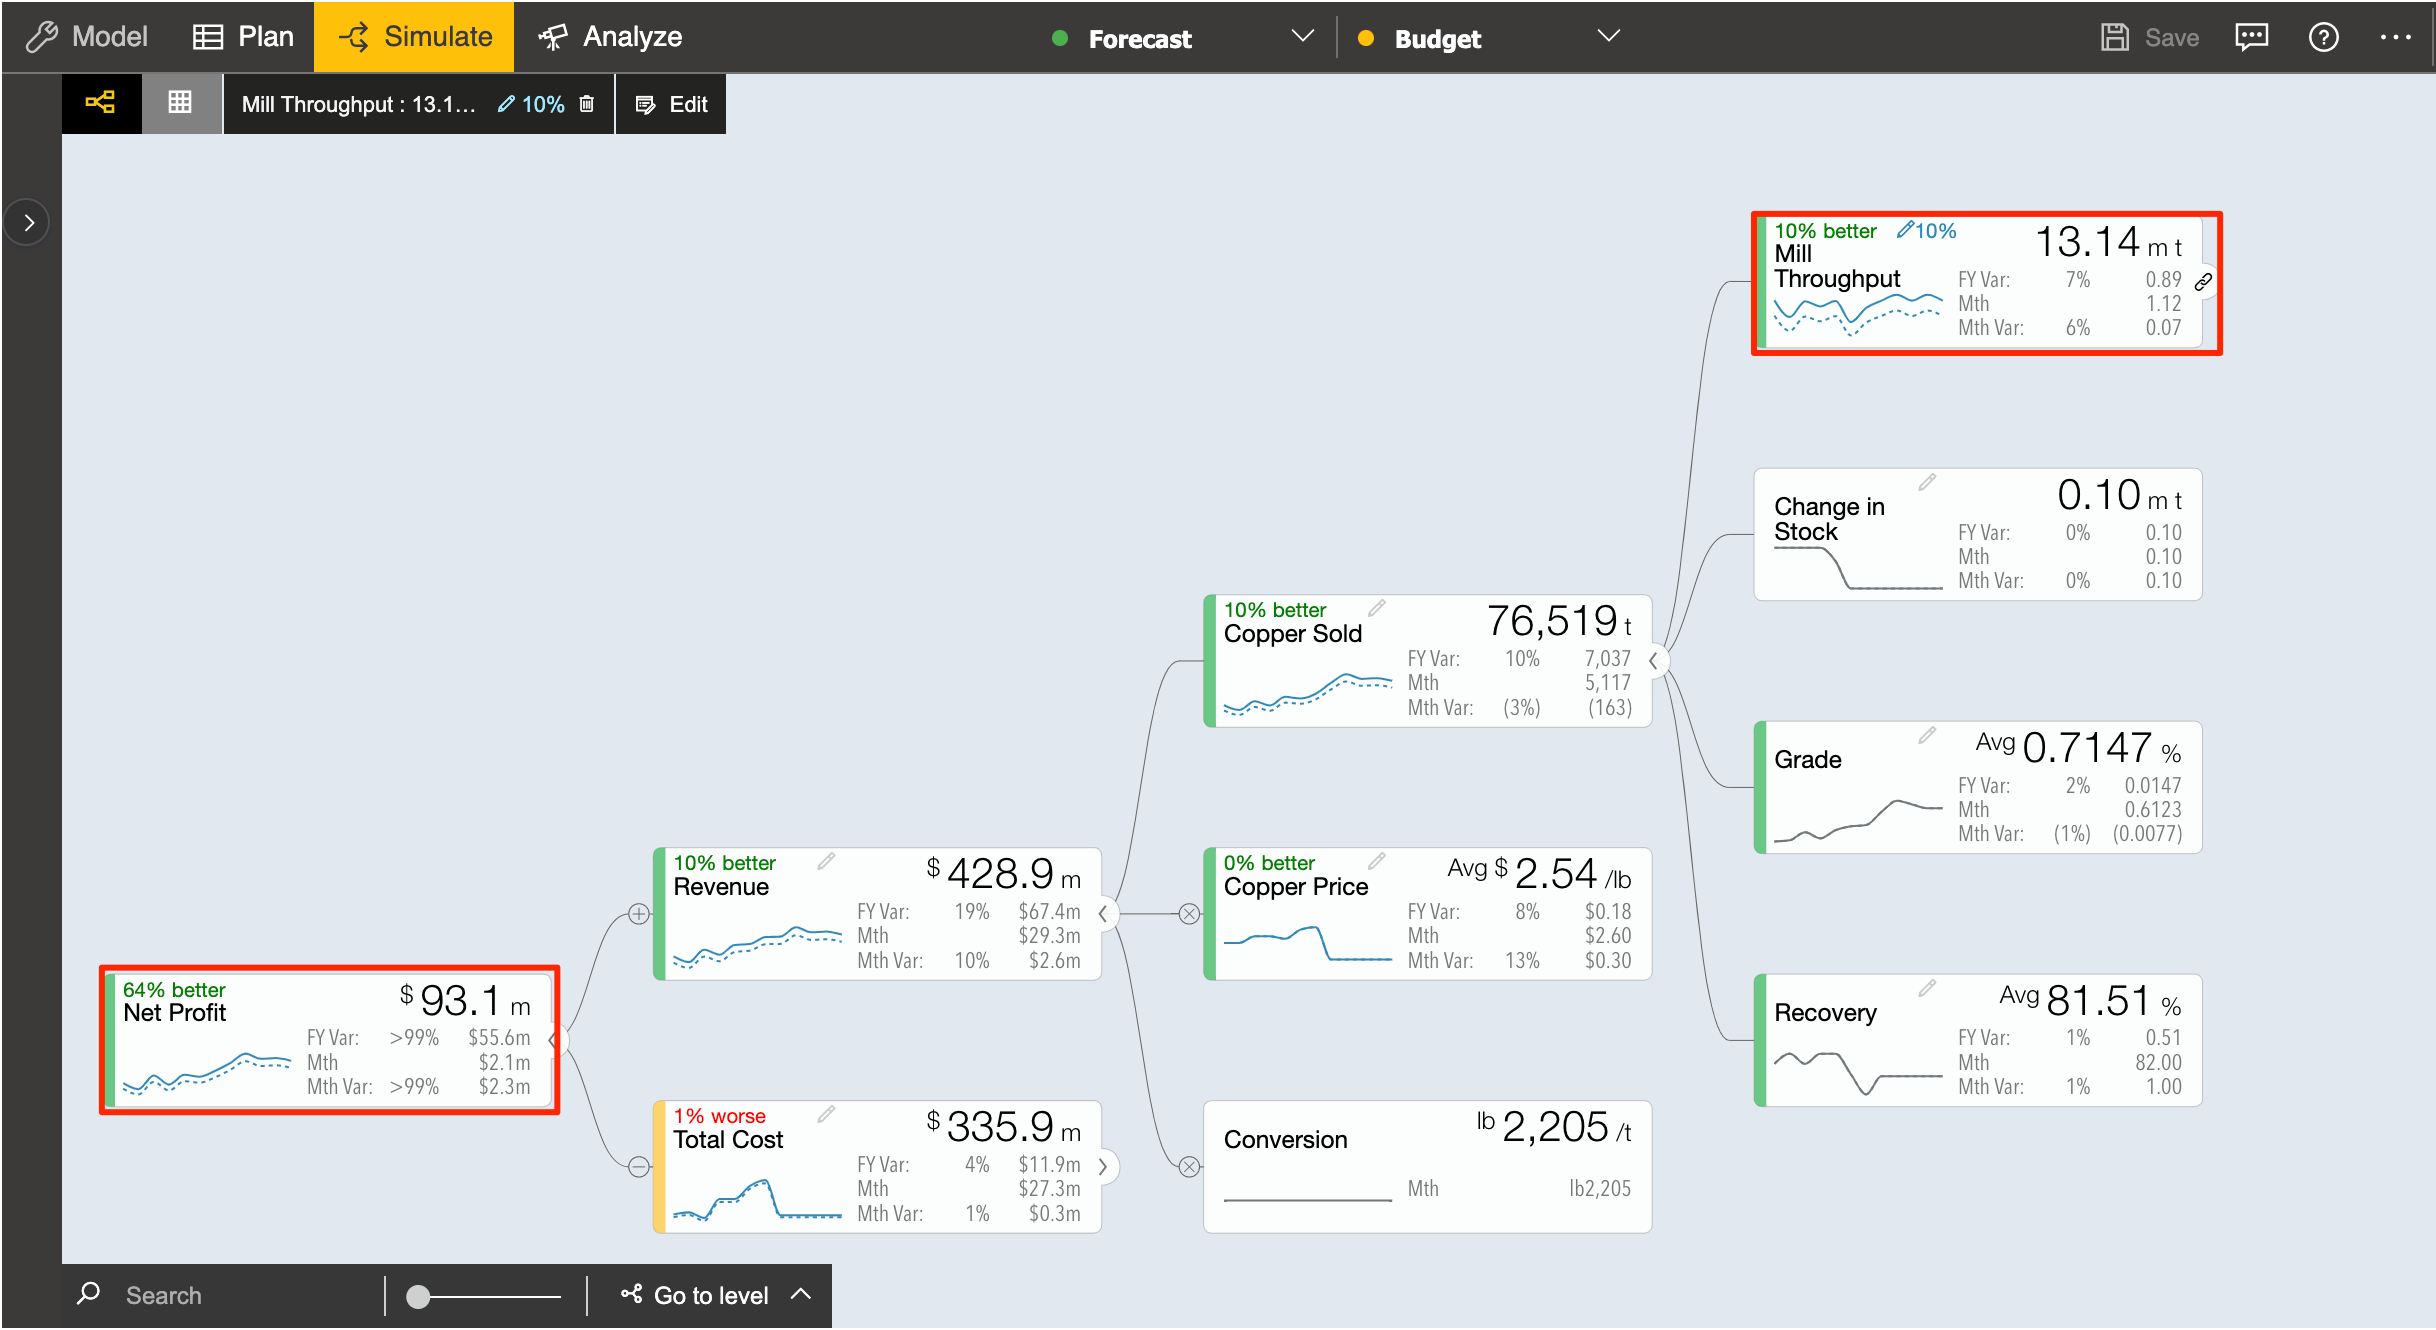 Model
Plan
Simulate
Analyze
Forecast
Budget
Save
Mill Throughput : 13.1...
10%
Edit
10% better
10%
Mill
Throughput
13.14 m t
FY Var: 7% 0.89
Mth 1.12
Mth Var: 6% 0.07
Change in
Stock
0.10 m t
FY Var: 0% 0.10
Mth 0.10
Mth Var: 0% 0.10
10% better
Copper Sold
76,519 t
FY Var: 10% 7,037
Mth 5,117
Mth Var: (3%) (163)
Grade
Avg 0.7147 %
FY Var: 2% 0.0147
Mth 0.6123
Mth Var: (1%) (0.0077)
10% better
Revenue
$ 428.9 m
FY Var: 19% $67.4m
Mth $29.3m
Mth Var: 10% $2.6m
0% better
Copper Price
Avg $ 2.54 /lb
FY Var: 8% $0.18
Mth $2.60
Mth Var: 13% $0.30
64% better
Net Profit
$ 93.1 m
FY Var: >99% $55.6m
Mth $2.1m
Mth Var: >99% $2.3m
Recovery
Avg 81.51 %
FY Var: 1% 0.51
Mth 82.00
Mth Var: 1% 1.00
1% worse
Total Cost
$ 335.9 m
FY Var: 4% $11.9m
Mth $27.3m
Mth Var: 1% $0.3m
Conversion
lb 2,205 /t
Mth lb2,205
Search
Go to level